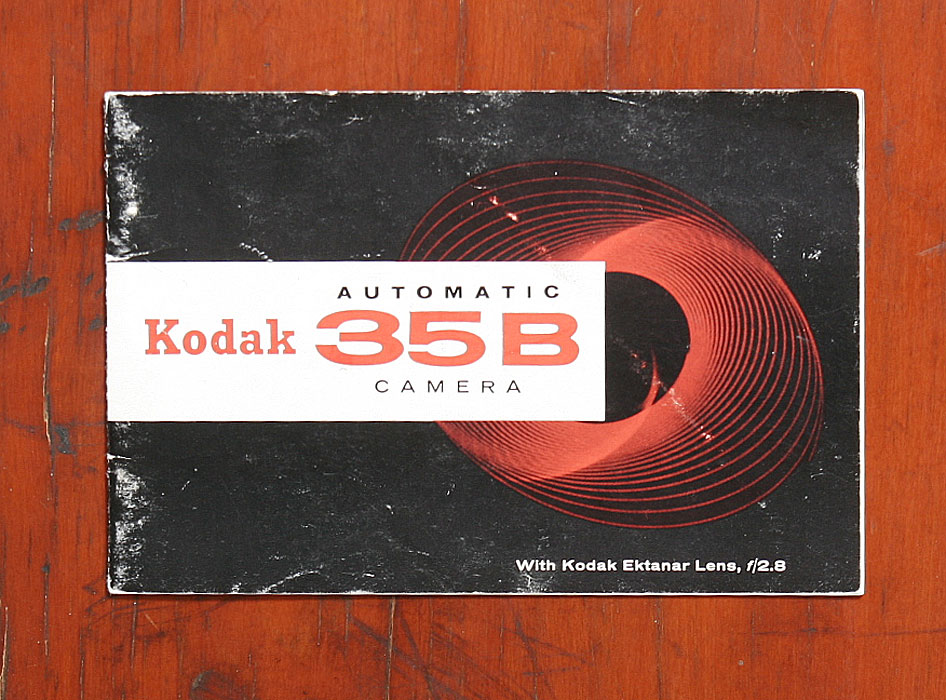 AUTOMATIC
Kodak 35B
CAMERA
With Kodak Ektanar Lens, f/2.8